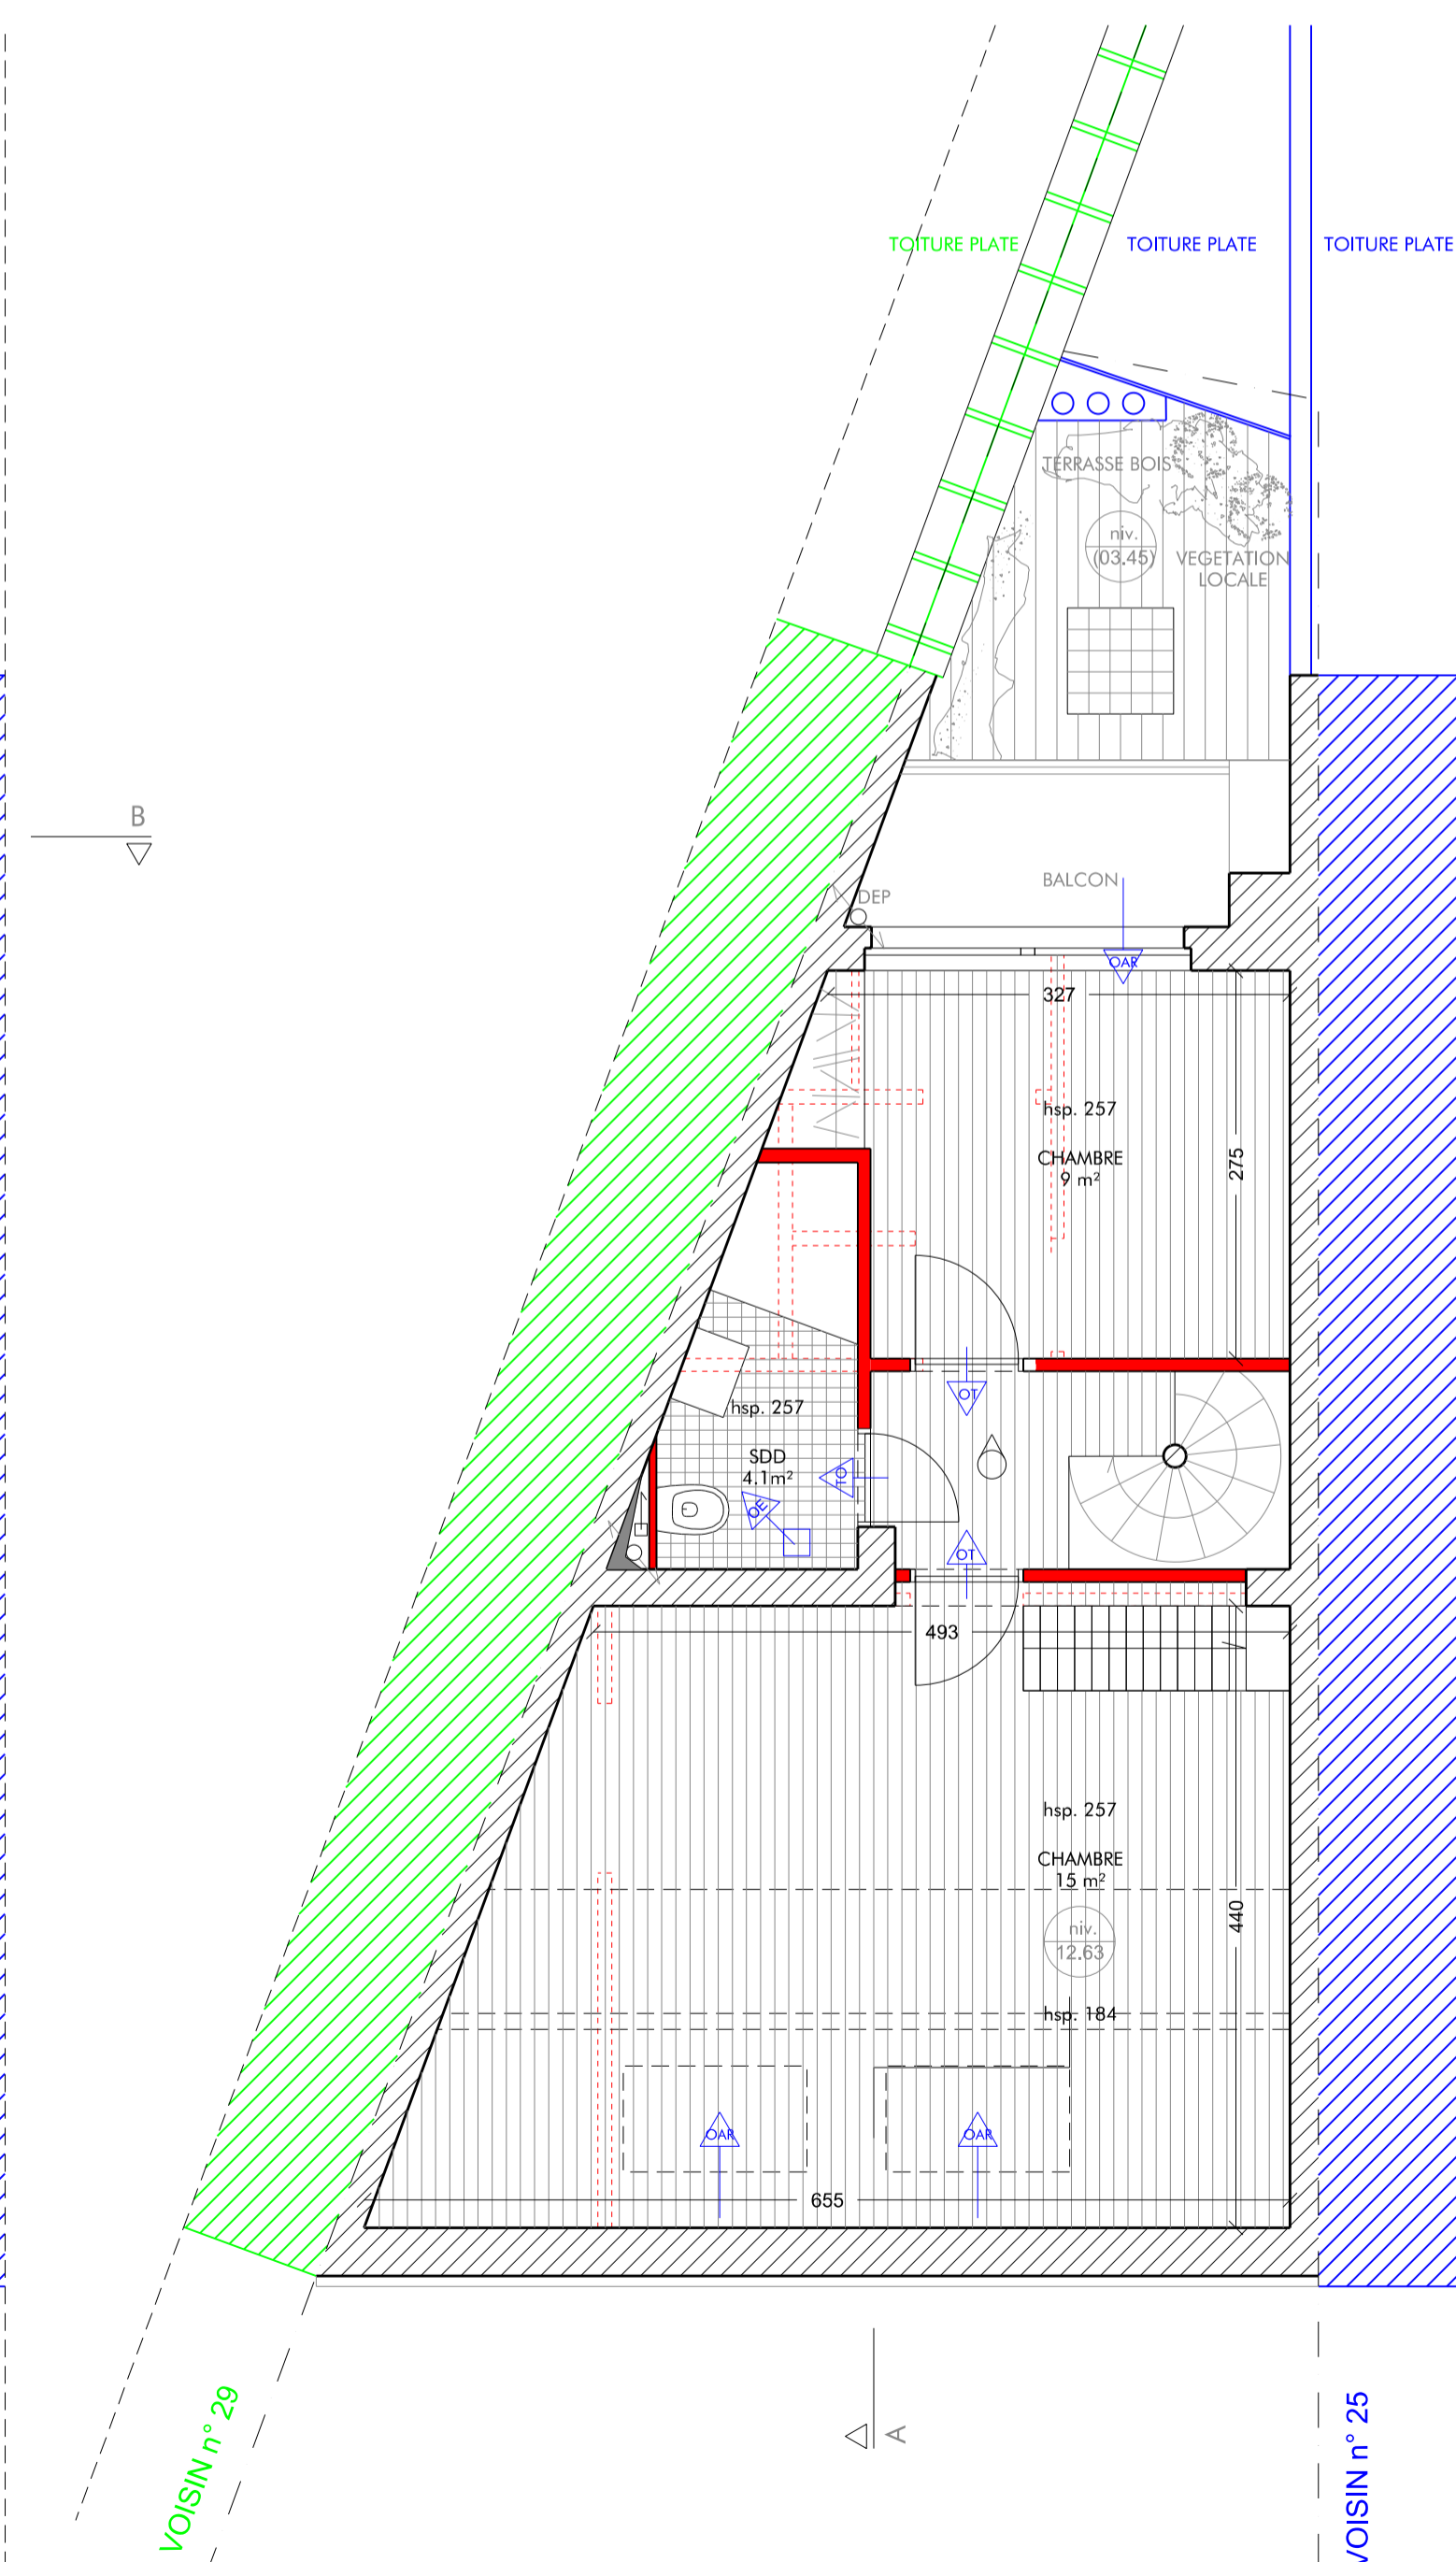 TOITURE PLATE
TOITURE PLATE
TOITURE PLATE
TERRASSE BOIS
niv.
(03.45)
VEGETATION
LOCALE
B
BALCON
DEP
OAR
327
hsp. 257
CHAMBRE
9 m²
275
OT
hsp. 257
SDD
4.1m²
OT
OE
OT
493
hsp. 257
CHAMBRE
15 m²
niv.
12.63
440
hsp. 184
OAR
OAR
655
A
VOISIN n° 29
VOISIN n° 25